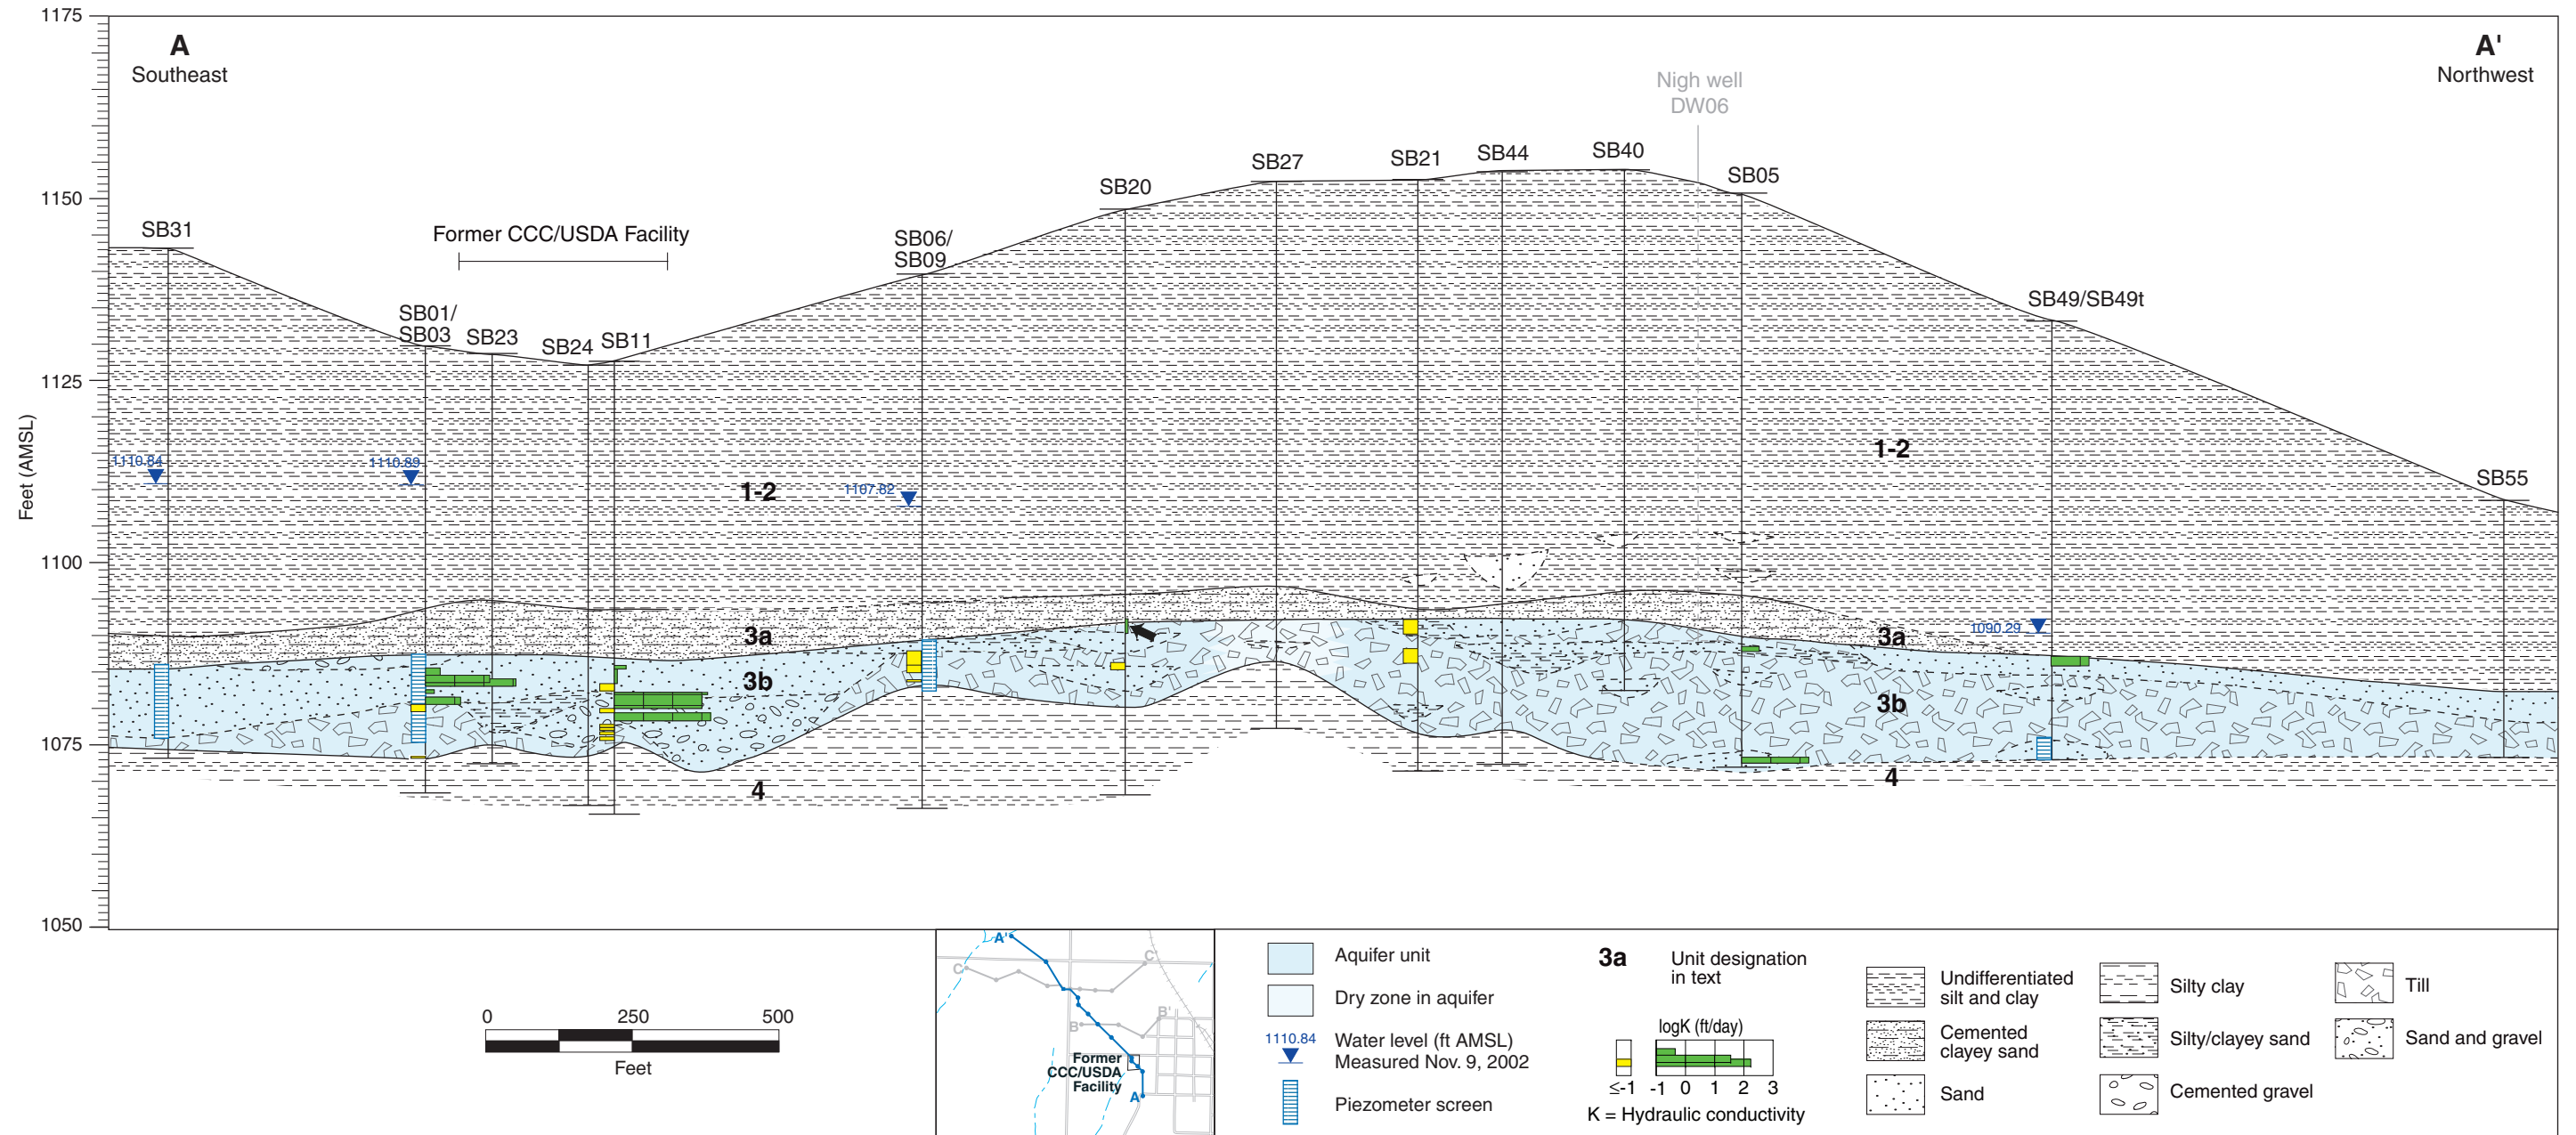 1175
A
Southeast
A'
Northwest
Nigh well
DW06
SB40
SB44
SB21
SB27
SB05
SB20
1150
SB31
Former CCC/USDA Facility
SB06/
SB09
SB49/SB49t
SB01/
SB03
SB23
SB24
SB11
1125
Feet (AMSL)
1110.84
1110.89
1107.82
1-2
1-2
SB55
1100
3a
3a
1090.29
3b
3b
1075
4
4
1050
A'
C
C'
B
B'
Former
CCC/USDA
Facility
A
0 250 500
Feet
Aquifer unit
Dry zone in aquifer
1110.84
Water level (ft AMSL)
Measured Nov. 9, 2002
Piezometer screen
3a
Unit designation
in text
logK (ft/day)
≤-1 -1 0 1 2 3
K = Hydraulic conductivity
Undifferentiated
silt and clay
Cemented
clayey sand
Sand
Silty clay
Silty/clayey sand
Cemented gravel
Till
Sand and gravel